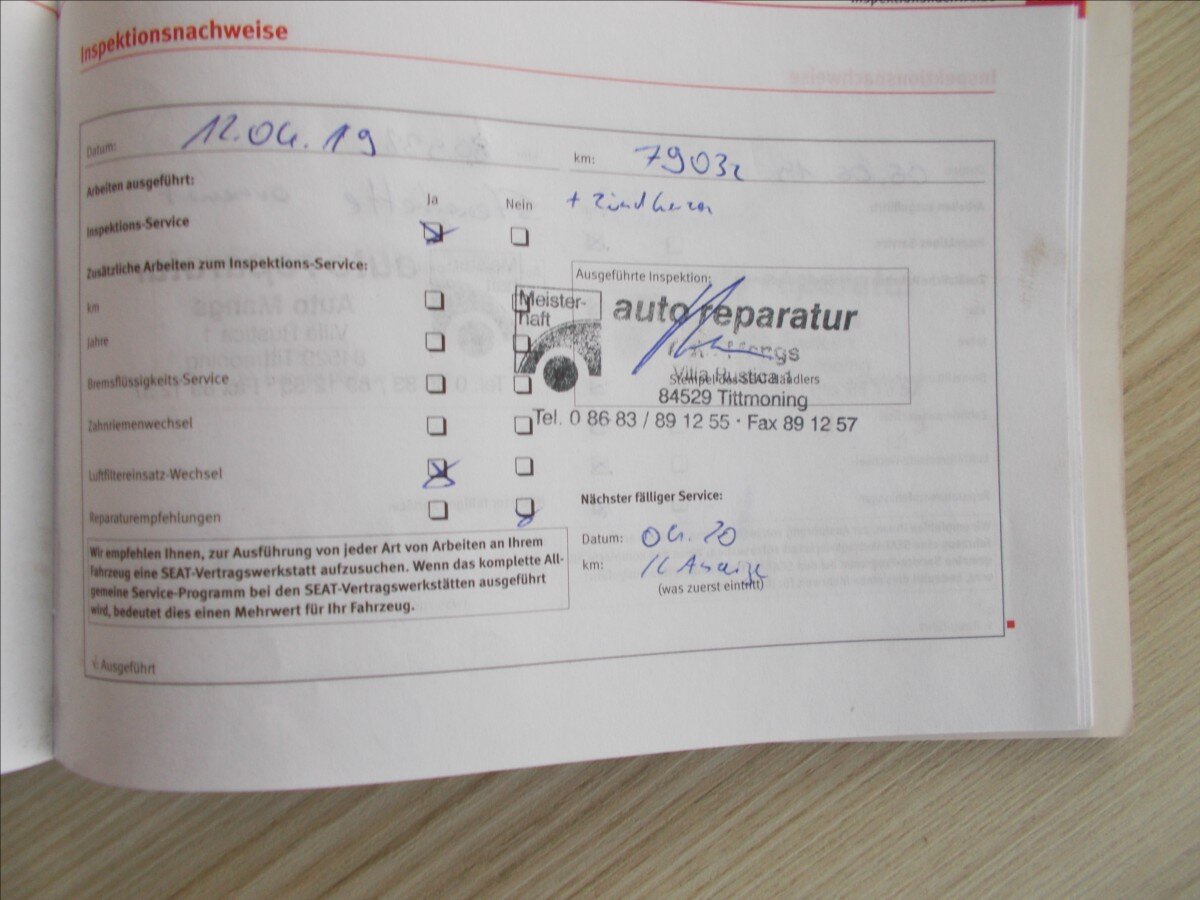 Inspektionsnachweise
Datum: 12.04.19
km: 79032
Arbeiten ausgeführt:
Ja Nein
+ Zündkerzen
Inspektions-Service
Zusätzliche Arbeiten zum Inspektions-Service:
km
Jahre
Bremsflüssigkeits-Service
Zahnriemenwechsel
Luftfiltereinsatz-Wechsel
Reparaturempfehlungen
Ausgeführte Inspektion:
Meister-
haft
auto reparatur
Villa Rustica 1
Stempel des SEAT-Händlers
84529 Tittmoning
Tel. 0 86 83 / 89 12 55 · Fax 89 12 57
Nächster fälliger Service:
Datum: 04.20
km: lt Anzeige
(was zuerst eintritt)
Wir empfehlen Ihnen, zur Ausführung von jeder Art von Arbeiten an Ihrem
Fahrzeug eine SEAT-Vertragswerkstatt aufzusuchen. Wenn das komplette All-
gemeine Service-Programm bei den SEAT-Vertragswerkstätten ausgeführt
wird, bedeutet dies einen Mehrwert für Ihr Fahrzeug.
√: Ausgeführt